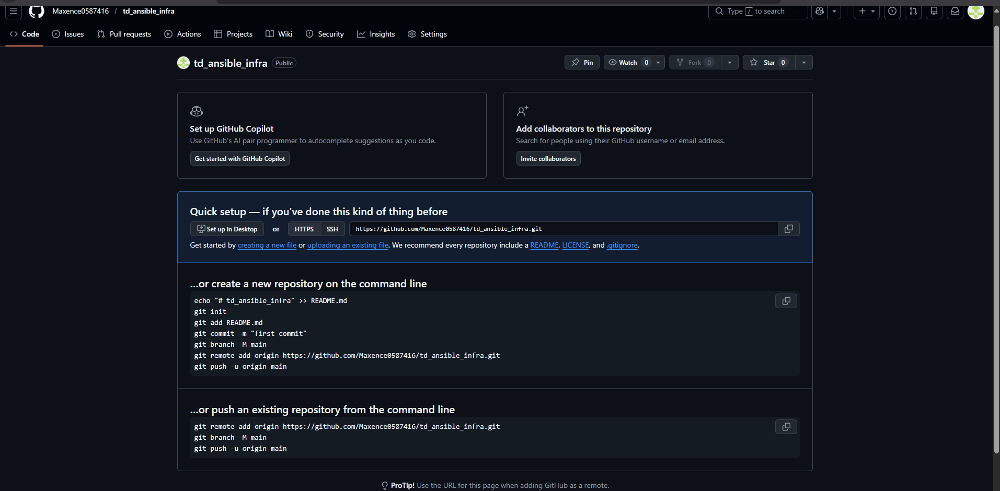 Maxence0587416 / td_ansible_infra
Type / to search
Code Issues Pull requests Actions Projects Wiki Security Insights Settings
td_ansible_infra Public
Pin Watch 0 Fork 0 Star 0
Set up GitHub Copilot
Use GitHub's AI pair programmer to autocomplete suggestions as you code.
Get started with GitHub Copilot
Add collaborators to this repository
Search for people using their GitHub username or email address.
Invite collaborators
Quick setup — if you’ve done this kind of thing before
Set up in Desktop or HTTPS SSH https://github.com/Maxence0587416/td_ansible_infra.git
Get started by creating a new file or uploading an existing file. We recommend every repository include a README, LICENSE, and .gitignore.
…or create a new repository on the command line
echo "# td_ansible_infra" >> README.md
git init
git add README.md
git commit -m "first commit"
git branch -M main
git remote add origin https://github.com/Maxence0587416/td_ansible_infra.git
git push -u origin main
…or push an existing repository from the command line
git remote add origin https://github.com/Maxence0587416/td_ansible_infra.git
git branch -M main
git push -u origin main
ProTip! Use the URL for this page when adding GitHub as a remote.